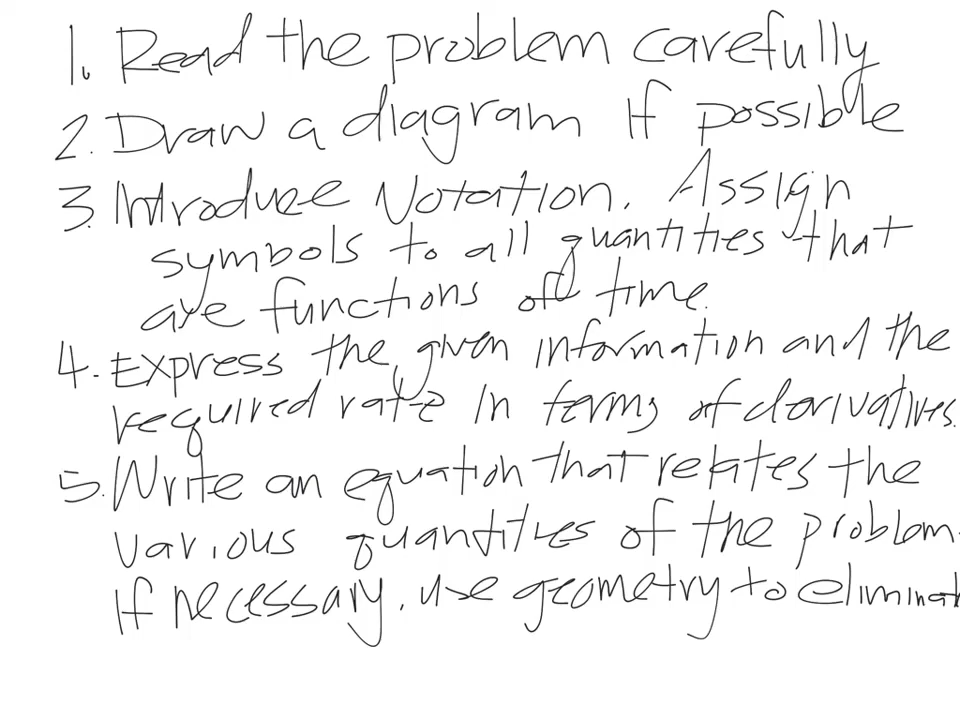 1. Read the problem carefully
2. Draw a diagram If possible
3. Introduce Notation. Assign
symbols to all quantities that
are functions of time.
4. Express the given information and the
required rate in terms of derivatives.
5. Write an equation that relates the
various quantities of the problem.
If necessary, use geometry to eliminat